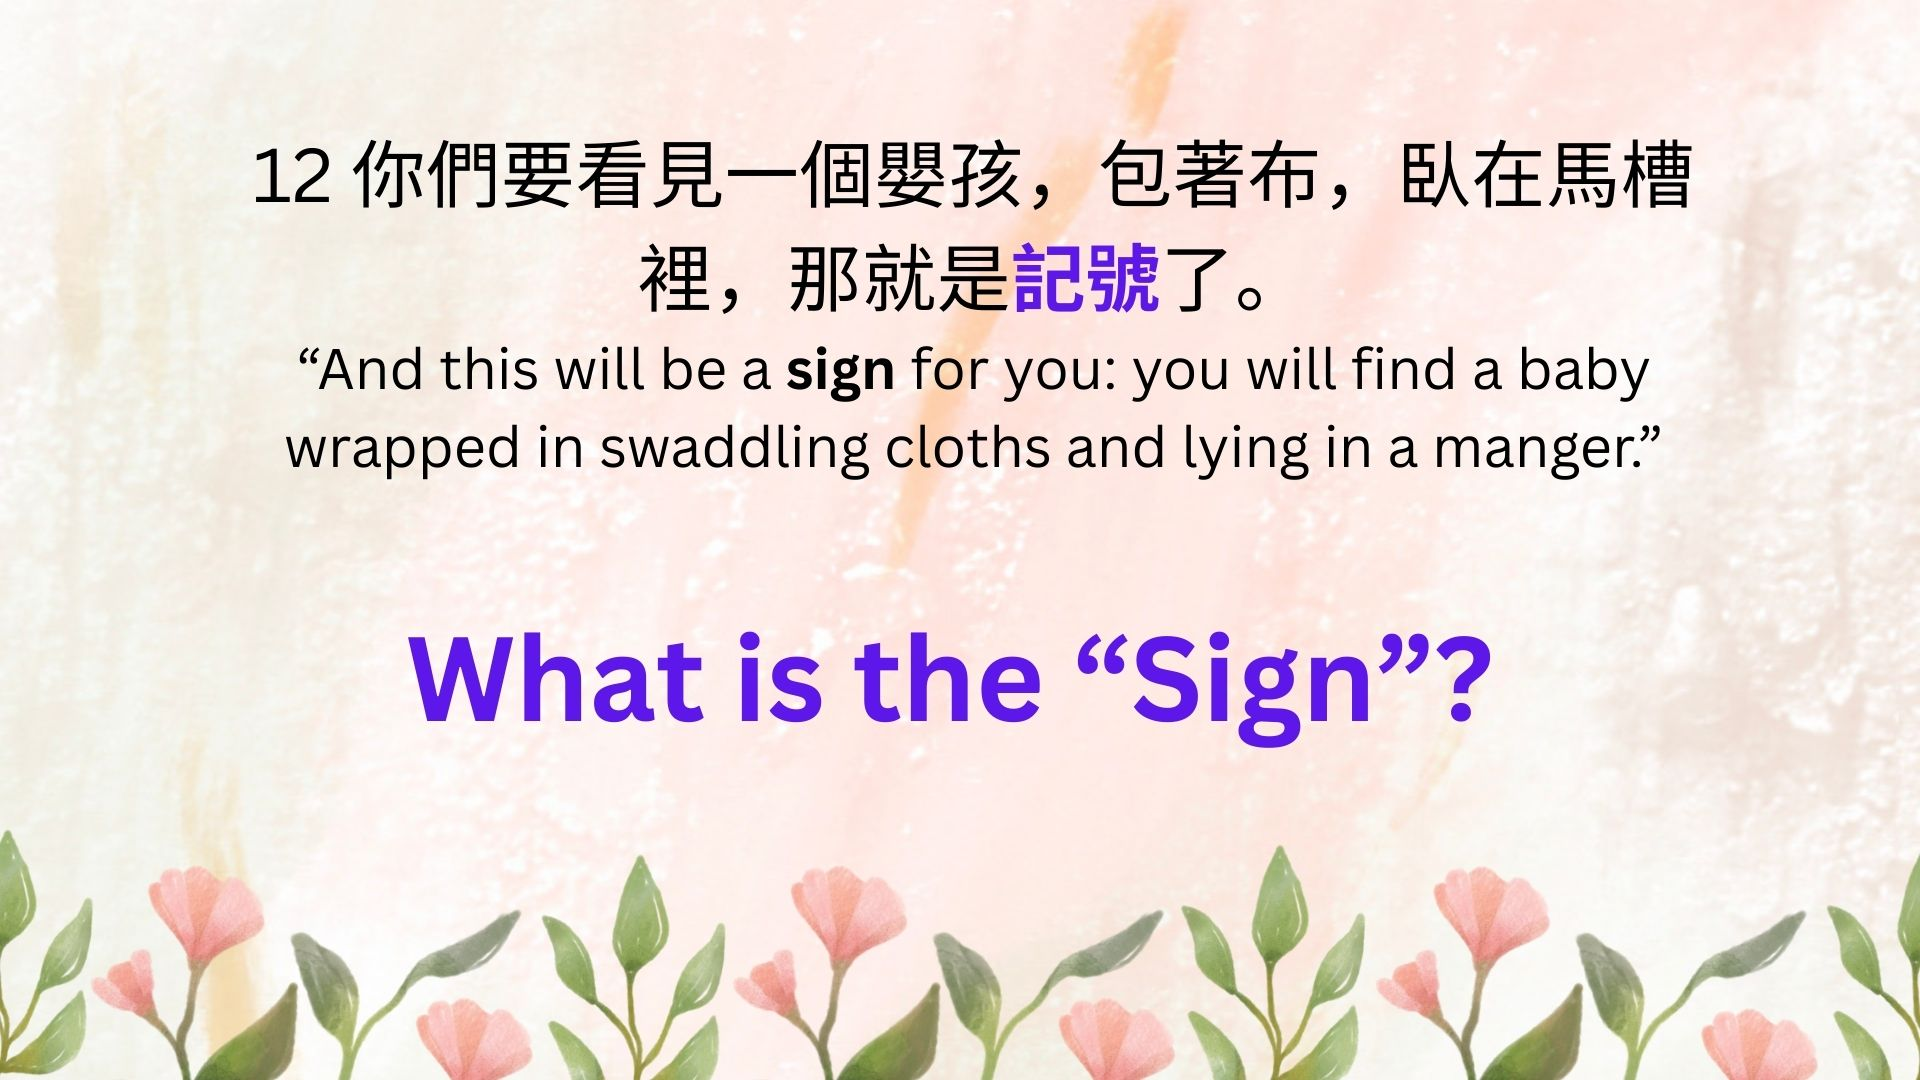 12 你們要看見一個嬰孩，包著布，臥在馬槽
裡，那就是記號了。
“And this will be a sign for you: you will find a baby
wrapped in swaddling cloths and lying in a manger.”
What is the “Sign”?